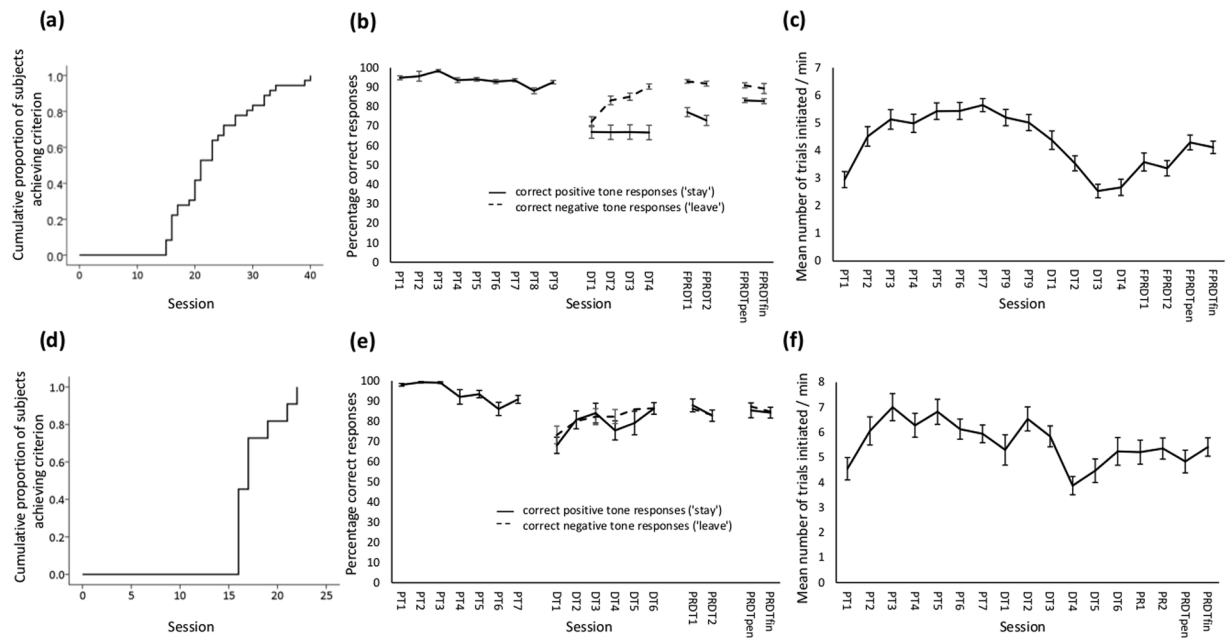 (a)
Cumulative proportion of subjects
achieving criterion
1.0
0.8
0.6
0.4
0.2
0.0
0 10 20 30 40
Session
(b)
Percentage correct responses
100
90
80
70
60
50
40
30
20
10
0
correct positive tone responses ('stay')
correct negative tone responses ('leave')
PT1 PT2 PT3 PT4 PT5 PT6 PT7 PT8 PT9 DT1 DT2 DT3 DT4 FPRDT1 FPRDT2 FPRDTpen FPRDTfin
Session
(c)
Mean number of trials initiated / min
7
6
5
4
3
2
1
0
PT1 PT2 PT3 PT4 PT5 PT6 PT7 PT9 PT9 DT1 DT2 DT3 DT4 FPRDT1 FPRDT2 FPRDTpen FPRDTfin
Session
(d)
Cumulative proportion of subjects
achieving criterion
1.0
0.8
0.6
0.4
0.2
0.0
0 5 10 15 20 25
Session
(e)
Percentage correct responses
100
90
80
70
60
50
40
30
20
10
0
correct positive tone responses ('stay')
correct negative tone responses ('leave')
PT1 PT2 PT3 PT4 PT5 PT6 PT7 DT1 DT2 DT3 DT4 DT5 DT6 PRDT1 PRDT2 PRDTpen PRDTfin
Session
(f)
Mean number of trials initiated / min
8
7
6
5
4
3
2
1
0
PT1 PT2 PT3 PT4 PT5 PT6 PT7 DT1 DT2 DT3 DT4 DT5 DT6 PR1 PR2 PRDTpen PRDTfin
Session